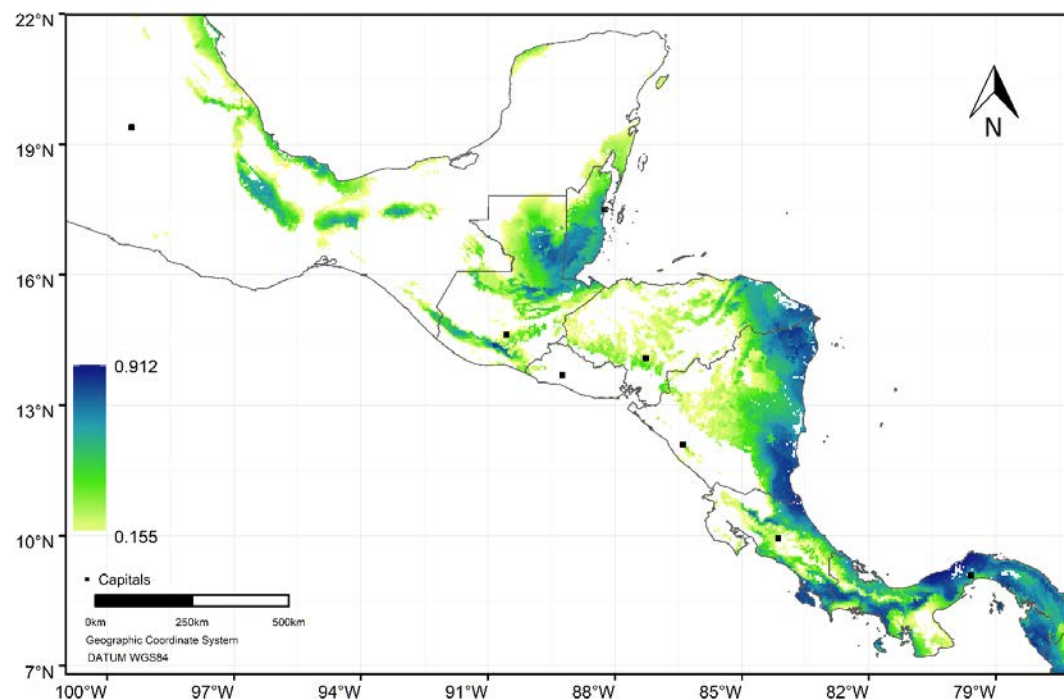 22°N
19°N
16°N
13°N
10°N
7°N
N
0.912
0.155
Capitals
0km 250km 500km
Geographic Coordinate System
DATUM WGS84
100°W 97°W 94°W 91°W 88°W 85°W 82°W 79°W